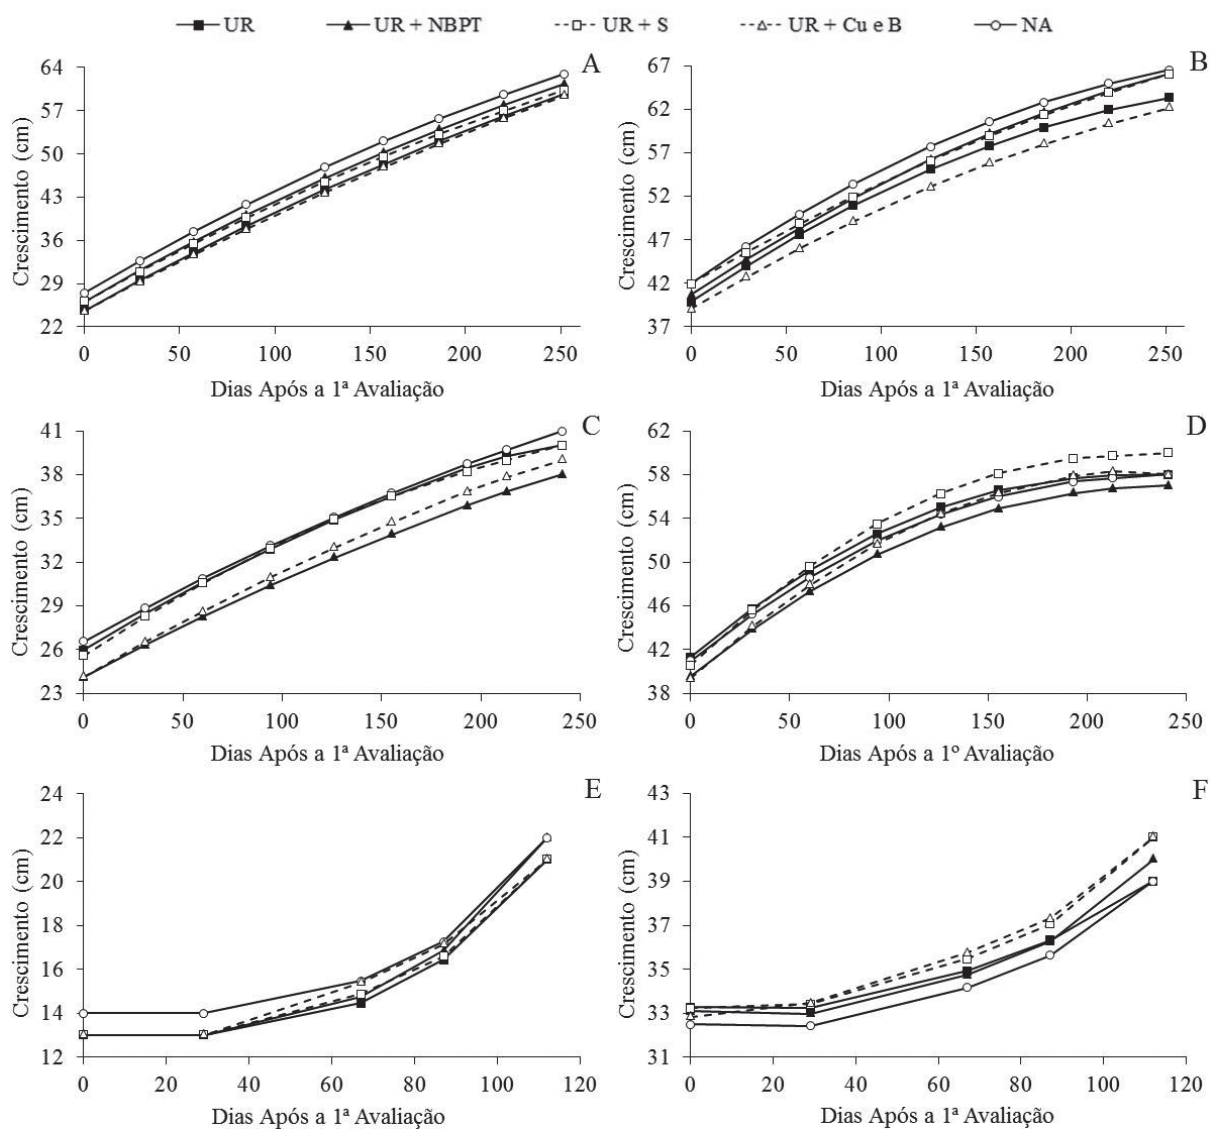 UR UR + NBPT UR + S UR + Cu e B NA
A
Crescimento (cm)
64
57
50
43
36
29
22
0 50 100 150 200 250
Dias Após a 1ª Avaliação
B
Crescimento (cm)
67
62
57
52
47
42
37
0 50 100 150 200 250
Dias Após a 1ª Avaliação
C
Crescimento (cm)
41
38
35
32
29
26
23
0 50 100 150 200 250
Dias Após a 1ª Avaliação
D
Crescimento (cm)
62
58
54
50
46
42
38
0 50 100 150 200 250
Dias Após a 1º Avaliação
E
Crescimento (cm)
24
22
20
18
16
14
12
0 20 40 60 80 100 120
Dias Após a 1ª Avaliação
F
Crescimento (cm)
43
41
39
37
35
33
31
0 20 40 60 80 100 120
Dias Após a 1ª Avaliação